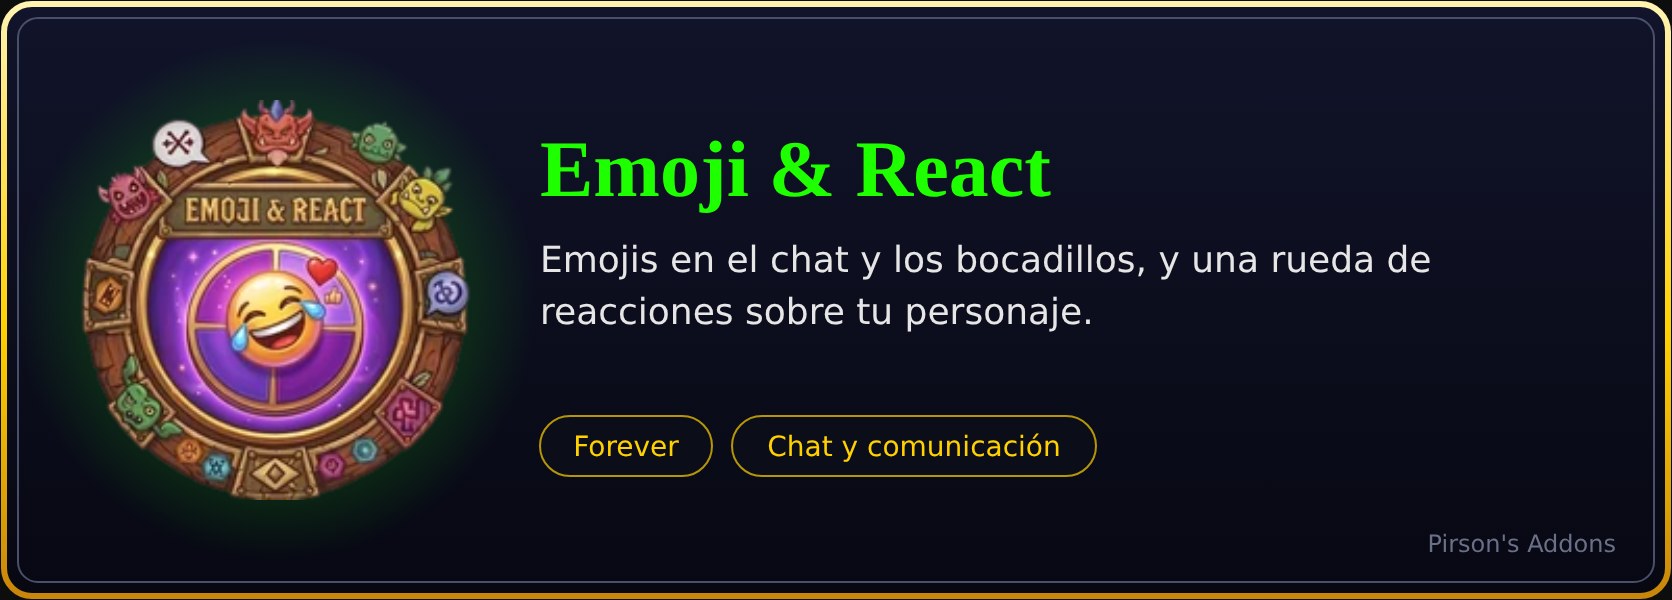 EMOJI & REACT
Emoji & React
Emojis en el chat y los bocadillos, y una rueda de
reacciones sobre tu personaje.
Forever
Chat y comunicación
Pirson's Addons